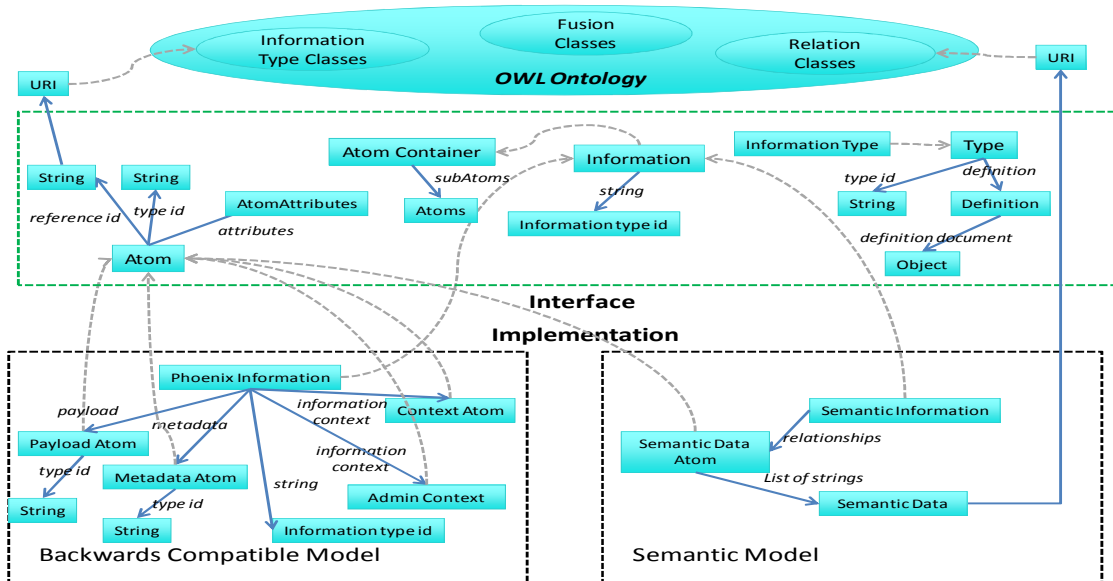 Fusion
Classes
Information
Type Classes
Relation
Classes
OWL Ontology
URI
URI
Atom Container
Information
Information Type
Type
String
String
subAtoms
string
type id
definition
reference id
type id
AtomAttributes
attributes
Atoms
Information type id
String
Definition
definition document
Atom
Object
Interface
Implementation
Phoenix Information
payload
metadata
information
context
Context Atom
Semantic Information
relationships
Payload Atom
type id
Metadata Atom
information
context
Semantic Data
Atom
string
Admin Context
List of strings
Semantic Data
String
type id
String
Information type id
Backwards Compatible Model
Semantic Model